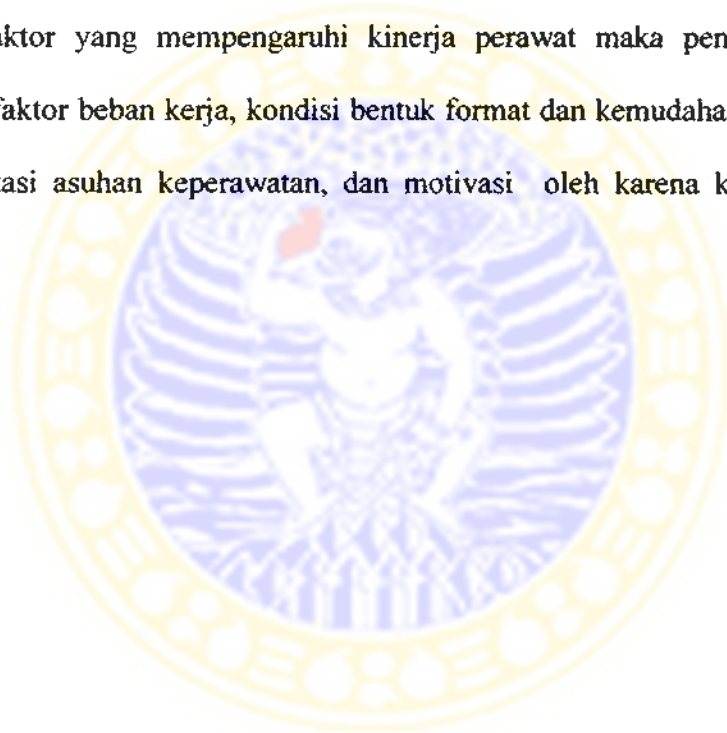 aktor yang mempengaruhi kinerja perawat maka pen
faktor beban kerja, kondisi bentuk format dan kemudaha
tasi asuhan keperawatan, dan motivasi oleh karena k